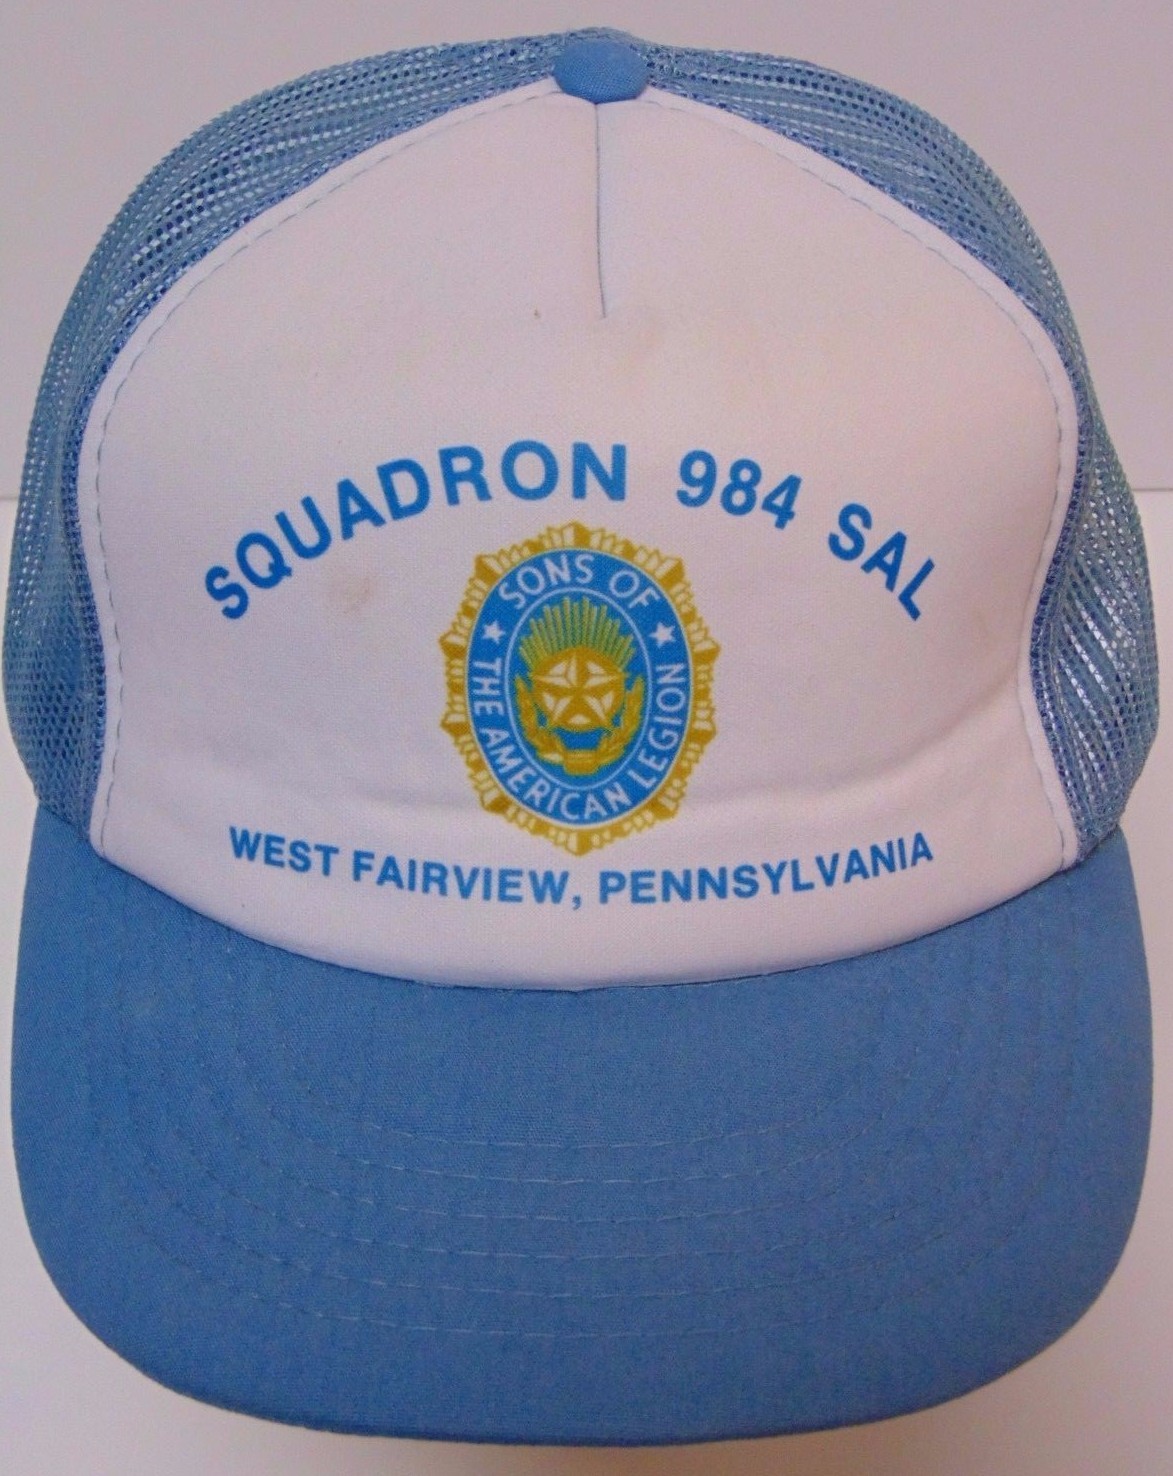 SQUADRON 984 SAL
SONS OF
THE AMERICAN LEGION
WEST FAIRVIEW, PENNSYLVANIA